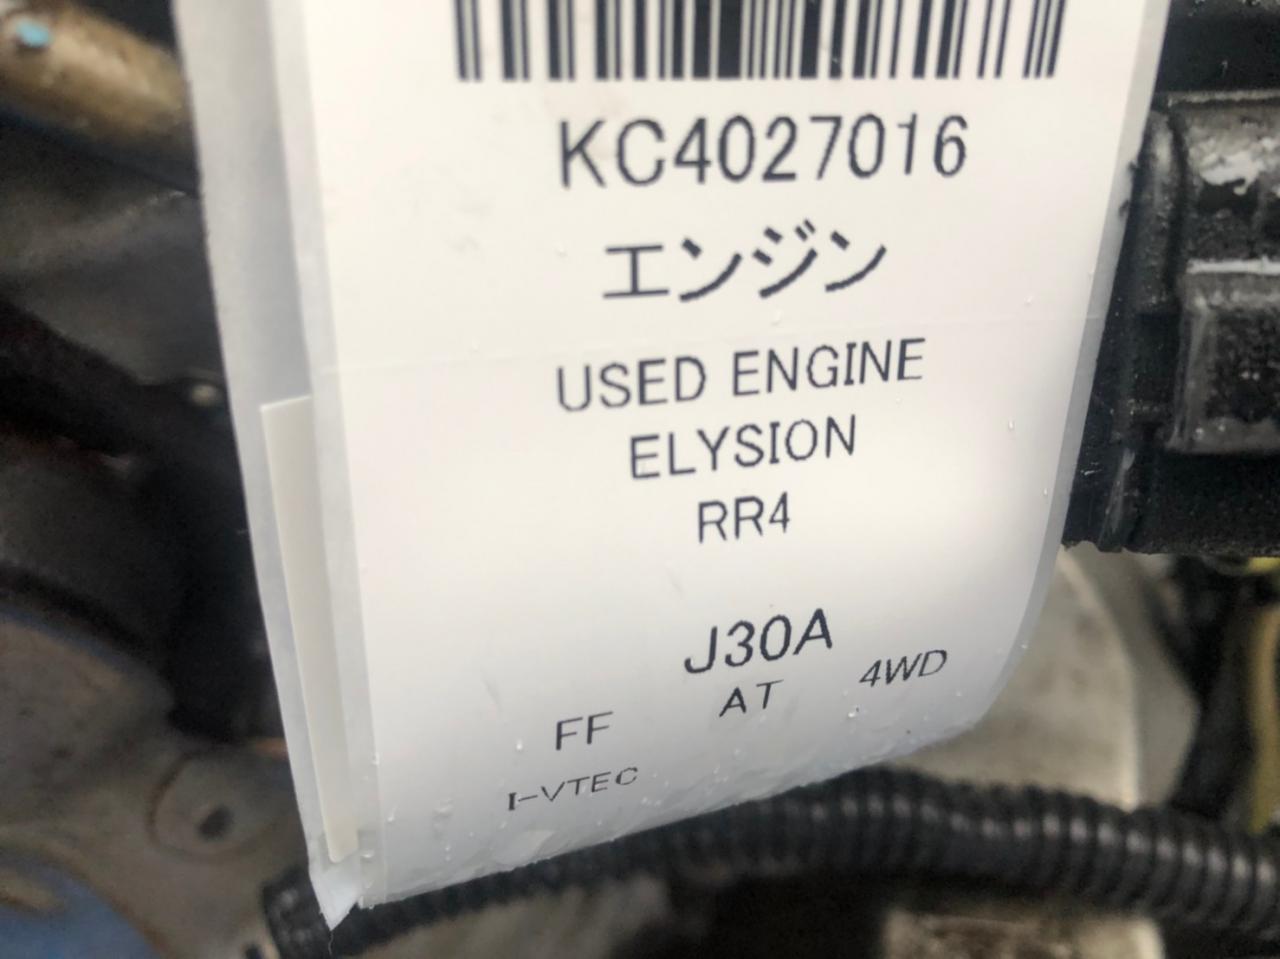 KC4027016
エンジン
USED ENGINE
ELYSION
RR4
J30A
FF AT 4WD
I-VTEC